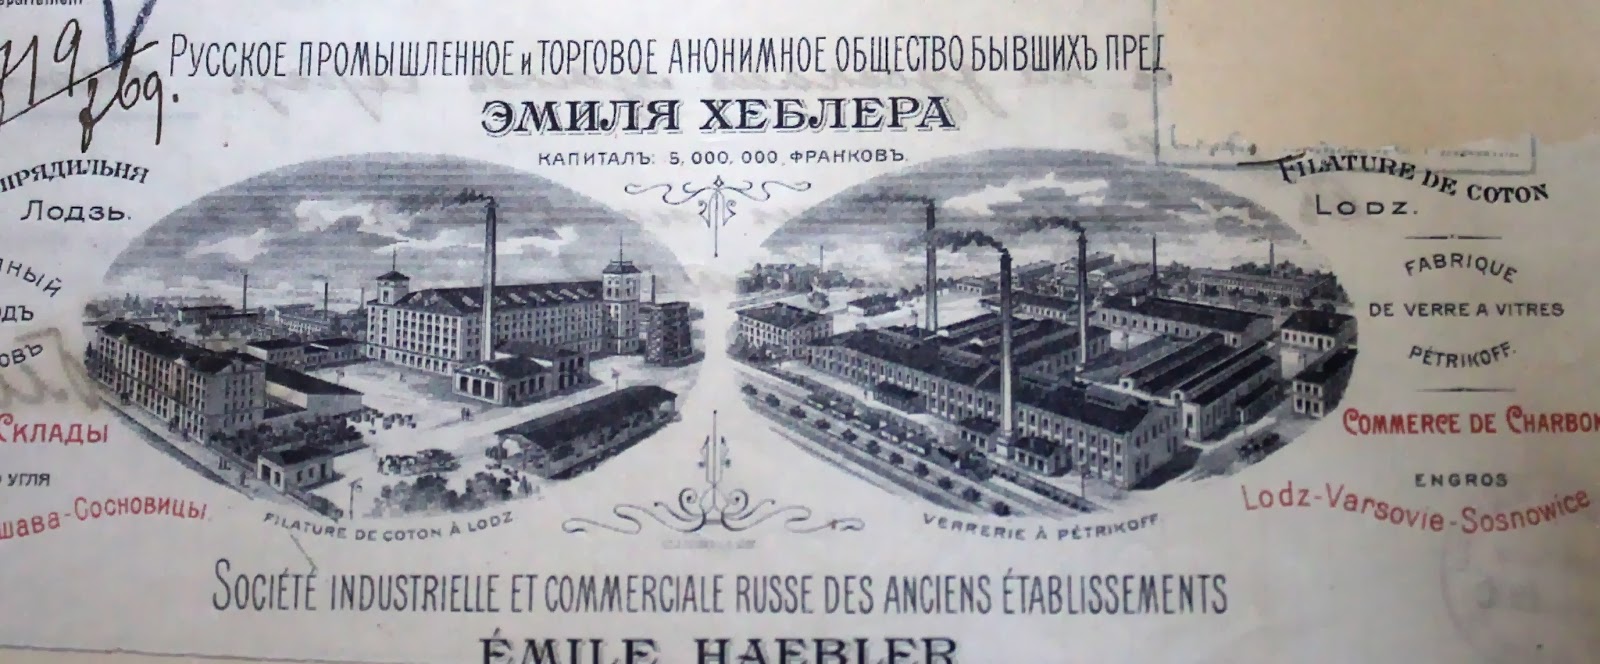 РУССКОЕ ПРОМЫШЛЕННОЕ и ТОРГОВОЕ АНОНИМНОЕ ОБЩЕСТВО БЫВШИХЪ ПРЕД
ЭМИЛЯ ХЕБЛЕРА
КАПИТАЛЪ: 5,000,000 ФРАНКОВЪ.
ПРЯДИЛЬНЯ
ЛОДЗЬ.
СКЛАДЫ
УГЛЯ
ШАВА-СОСНОВИЦЫ.
FILATURE DE COTON À LODZ
VERRERIE À PÉTRIKOFF
FILATURE DE COTON
LODZ.
FABRIQUE
DE VERRE A VITRES
PÉTRIKOFF.
COMMERCE DE CHARBON
ENGROS
Lodz-Varsovie-Sosnowice
SOCIÉTÉ INDUSTRIELLE ET COMMERCIALE RUSSE DES ANCIENS ÉTABLISSEMENTS
ÉMILE HAEBLER